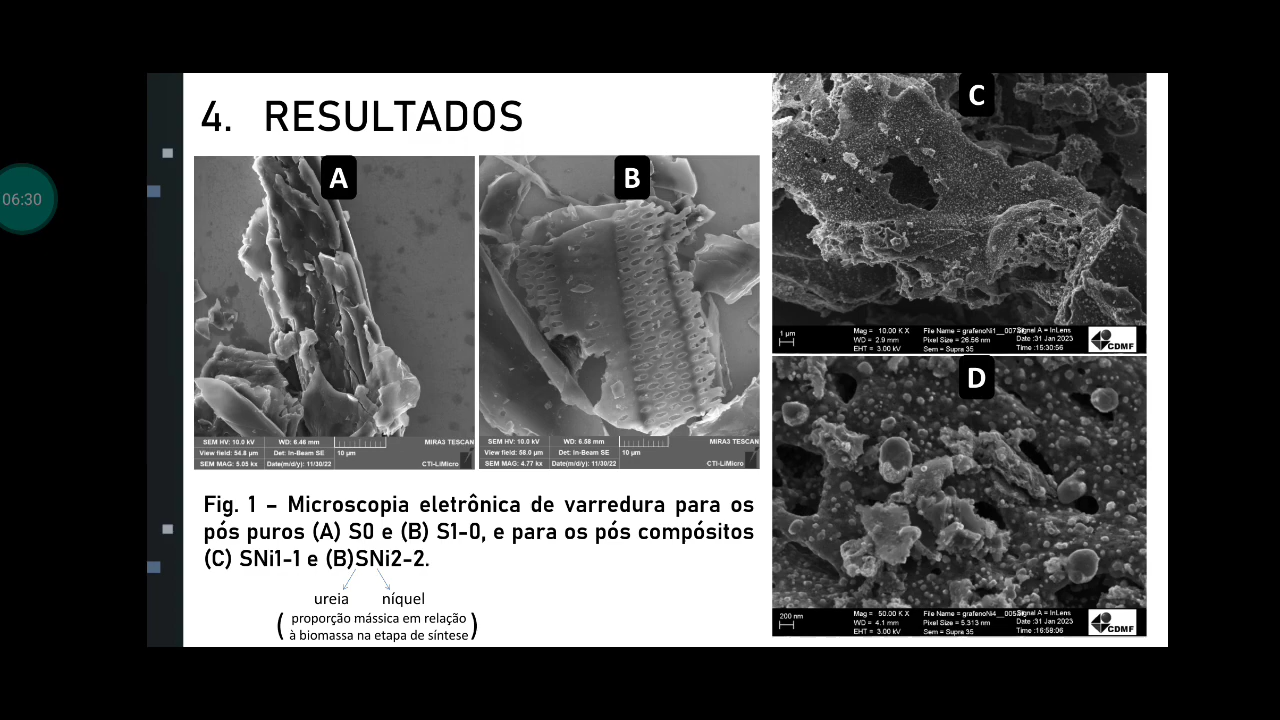 06:30
4. RESULTADOS
A
SEM HV: 10.0 kV WD: 6.46 mm MIRA3 TESCAN
View field: 54.8 µm Det: In-Beam SE 10 µm
SEM MAG: 5.05 kx Date(m/d/y): 11/30/22 CTI-LiMicro
B
SEM HV: 10.0 kV WD: 6.58 mm MIRA3 TESCAN
View field: 58.0 µm Det: In-Beam SE 10 µm
SEM MAG: 4.77 kx Date(m/d/y): 11/30/22 CTI-LiMicro
Fig. 1 – Microscopia eletrônica de varredura para os
pós puros (A) S0 e (B) S1-0, e para os pós compósitos
(C) SNi1-1 e (B)SNi2-2.
ureia níquel
( proporção mássica em relação
à biomassa na etapa de síntese )
C
1 µm Mag = 10.00 K X File Name = grafenoNi1__007 Signal A = InLens
WD = 2.9 mm Pixel Size = 26.56 nm Date :31 Jan 2023
EHT = 3.00 kV Sem = Supra 35 Time :15:30:56
CDMF
D
200 nm Mag = 50.00 K X File Name = grafenoNi4__005 Signal A = InLens
WD = 4.1 mm Pixel Size = 5.313 nm Date :31 Jan 2023
EHT = 3.00 kV Sem = Supra 35 Time :16:58:06
CDMF